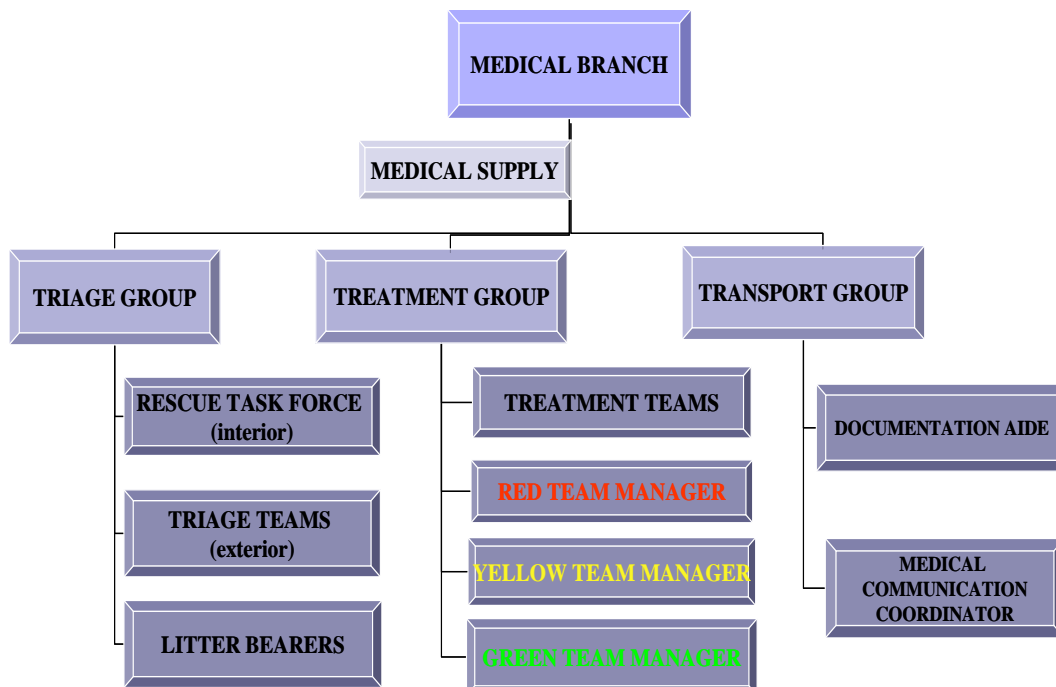 MEDICAL BRANCH
MEDICAL SUPPLY
TRIAGE GROUP
TREATMENT GROUP
TRANSPORT GROUP
RESCUE TASK FORCE
(interior)
TRIAGE TEAMS
(exterior)
LITTER BEARERS
TREATMENT TEAMS
RED TEAM MANAGER
YELLOW TEAM MANAGER
GREEN TEAM MANAGER
DOCUMENTATION AIDE
MEDICAL
COMMUNICATION
COORDINATOR